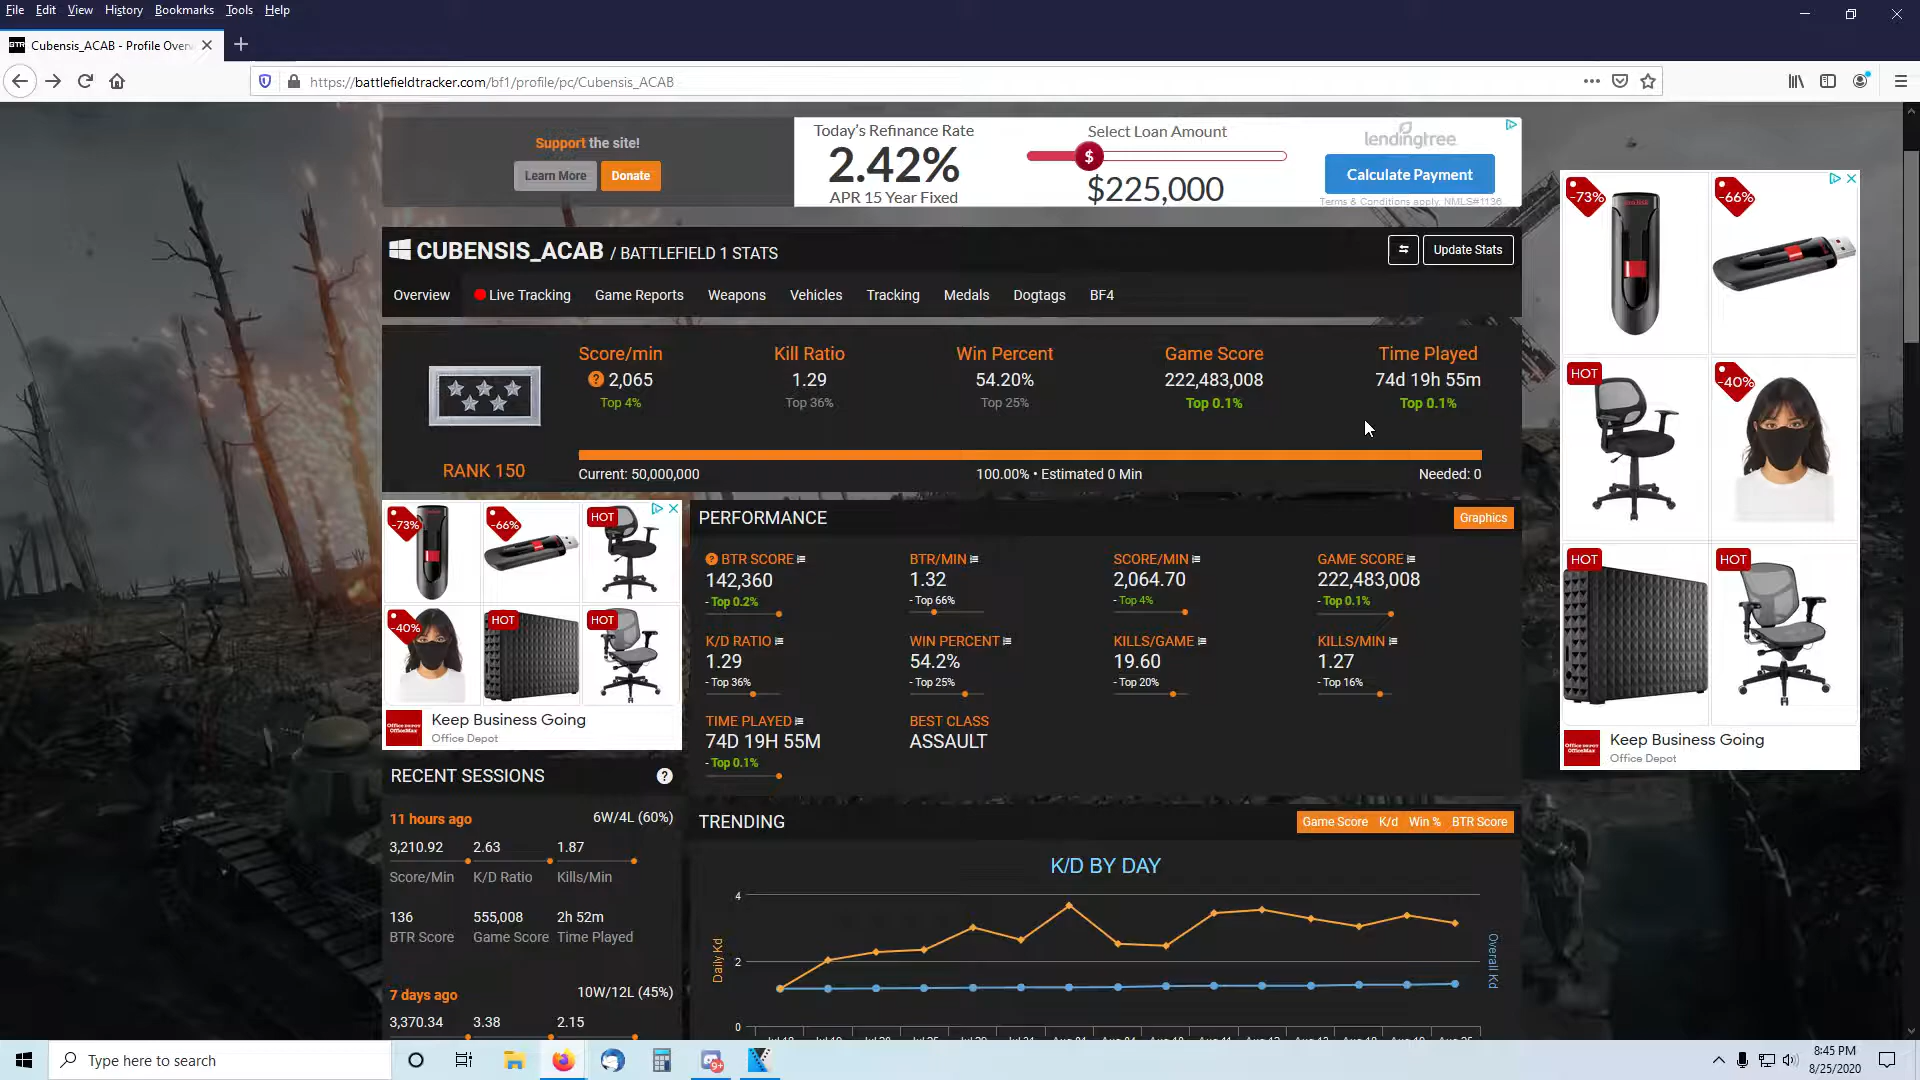 File Edit View History Bookmarks Tools Help
Cubensis_ACAB - Profile Over
https://battlefieldtracker.com/bf1/profile/pc/Cubensis_ACAB
Support the site!
Learn More Donate
Today's Refinance Rate
2.42%
APR 15 Year Fixed
Select Loan Amount
$
$225,000
lendingtree
Calculate Payment
Terms & Conditions apply. NMLS#1136
CUBENSIS_ACAB / BATTLEFIELD 1 STATS
Update Stats
Overview Live Tracking Game Reports Weapons Vehicles Tracking Medals Dogtags BF4
Score/min Kill Ratio Win Percent Game Score Time Played
? 2,065 1.29 54.20% 222,483,008 74d 19h 55m
Top 4% Top 36% Top 25% Top 0.1% Top 0.1%
RANK 150
Current: 50,000,000 100.00% • Estimated 0 Min Needed: 0
-73% -66% HOT
-40% HOT HOT
Keep Business Going
Office Depot
PERFORMANCE
Graphics
? BTR SCORE BTR/MIN SCORE/MIN GAME SCORE
142,360 1.32 2,064.70 222,483,008
- Top 0.2% - Top 66% - Top 4% - Top 0.1%
K/D RATIO WIN PERCENT KILLS/GAME KILLS/MIN
1.29 54.2% 19.60 1.27
- Top 36% - Top 25% - Top 20% - Top 16%
TIME PLAYED BEST CLASS
74D 19H 55M ASSAULT
- Top 0.1%
-73% -66%
HOT -40%
HOT HOT
Keep Business Going
Office Depot
RECENT SESSIONS ?
11 hours ago 6W/4L (60%)
3,210.92 2.63 1.87
Score/Min K/D Ratio Kills/Min
136 555,008 2h 52m
BTR Score Game Score Time Played
7 days ago 10W/12L (45%)
3,370.34 3.38 2.15
TRENDING
Game Score K/d Win % BTR Score
K/D BY DAY
4
2
0
Daily Kd
Overall Kd
Type here to search
9+
8:45 PM
8/25/2020